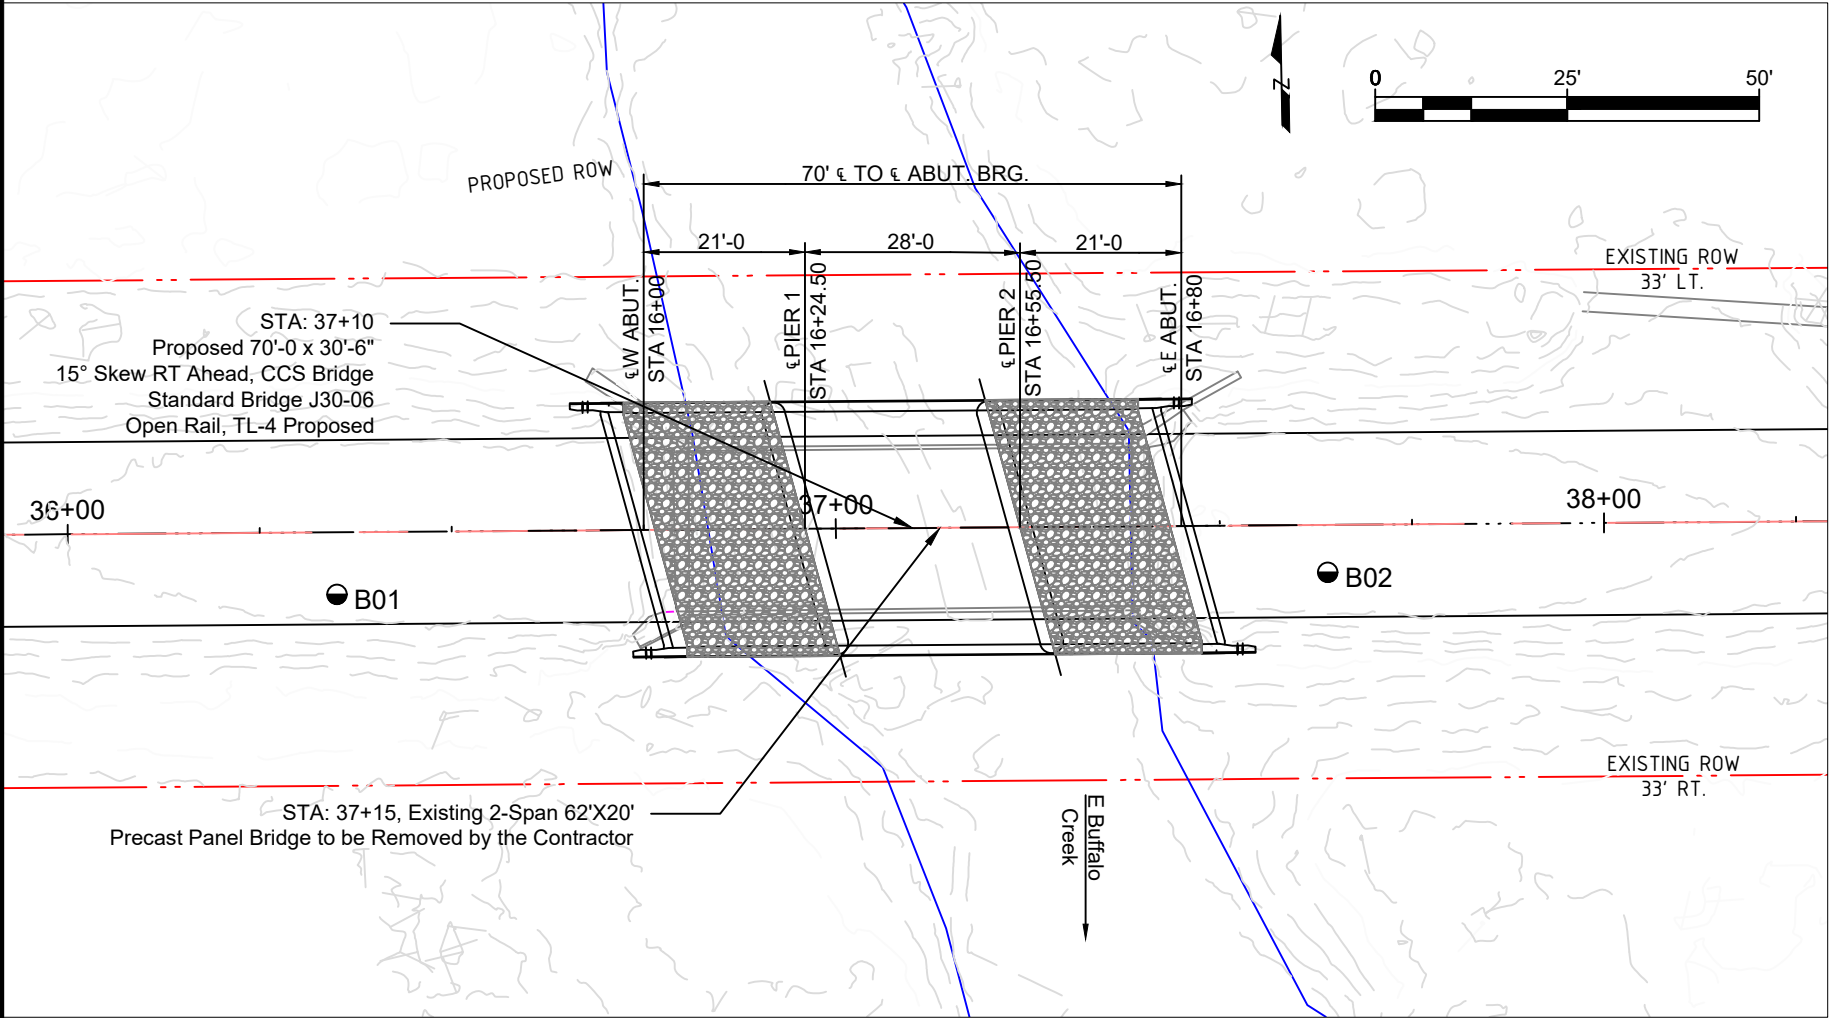 0 25' 50'
N
PROPOSED ROW
70' ℄ TO ℄ ABUT. BRG.
21'-0 28'-0 21'-0
EXISTING ROW
33' LT.
℄W ABUT.
STA 16+00
℄PIER 1
STA 16+24.50
℄PIER 2
STA 16+55.50
℄E ABUT.
STA 16+80
STA: 37+10
Proposed 70'-0 x 30'-6"
15° Skew RT Ahead, CCS Bridge
Standard Bridge J30-06
Open Rail, TL-4 Proposed
36+00 37+00 38+00
B01 B02
EXISTING ROW
33' RT.
STA: 37+15, Existing 2-Span 62'X20'
Precast Panel Bridge to be Removed by the Contractor
E Buffalo
Creek